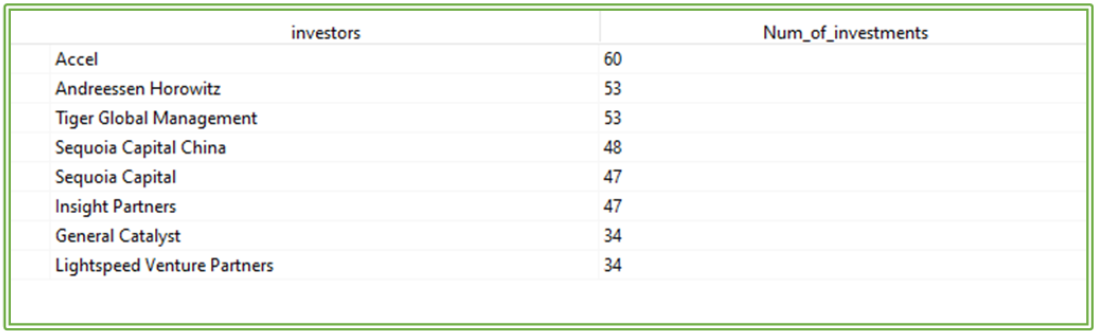 investors Num_of_investments
Accel 60
Andreessen Horowitz 53
Tiger Global Management 53
Sequoia Capital China 48
Sequoia Capital 47
Insight Partners 47
General Catalyst 34
Lightspeed Venture Partners 34